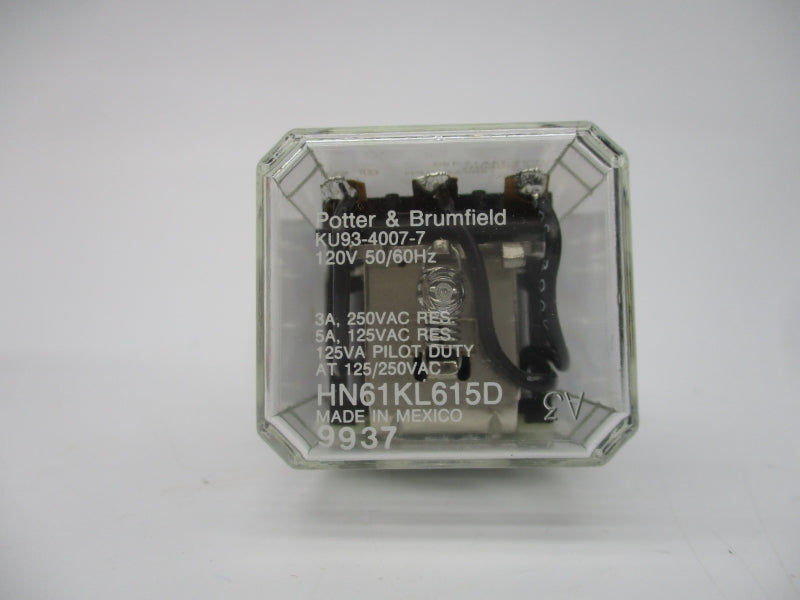 Potter & Brumfield
KU93-4007-7
120V 50/60Hz
3A, 250VAC RES.
5A, 125VAC RES.
125VA PILOT DUTY
AT 125/250VAC
HN61KL615D
MADE IN MEXICO
9937
A3